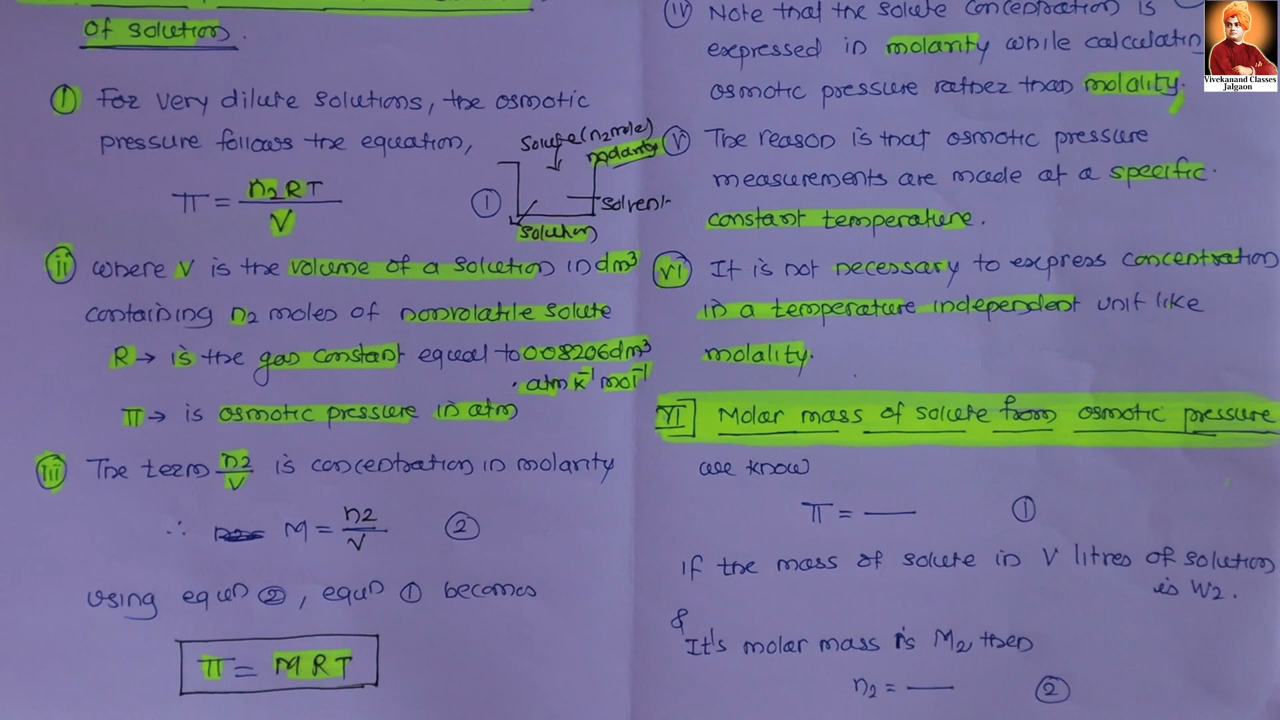 of solution.
① For very dilute solutions, the osmotic
pressure follows the equation,
π = n2RT / V ①
Solute (n2 mole)
molarity
solvent
solution
ii) where V is the volume of a solution in dm³
containing n2 moles of nonvolatile solute
R → is the gas constant equal to 0.08206 dm³
. atm K⁻¹ mol⁻¹
π → is osmotic pressure in atm
iii) The term n2/V is concentration in molarity
∴ M = n2/V ②
using equn ②, equn ① becomes
π = MRT
iv) Note that the solute concentration is
expressed in molarity while calculatin
osmotic pressure rather than molality.
v) The reason is that osmotic pressure
measurements are made at a specific
constant temperature.
vi) It is not necessary to express concentration
in a temperature independent unit like
molality.
VI] Molar mass of solute from osmotic pressure
we know
π = — ①
If the mass of solute in V litres of solution
is W2.
&
It's molar mass is M2 then
n2 = — ②
Vivekanand Classes
Jalgaon